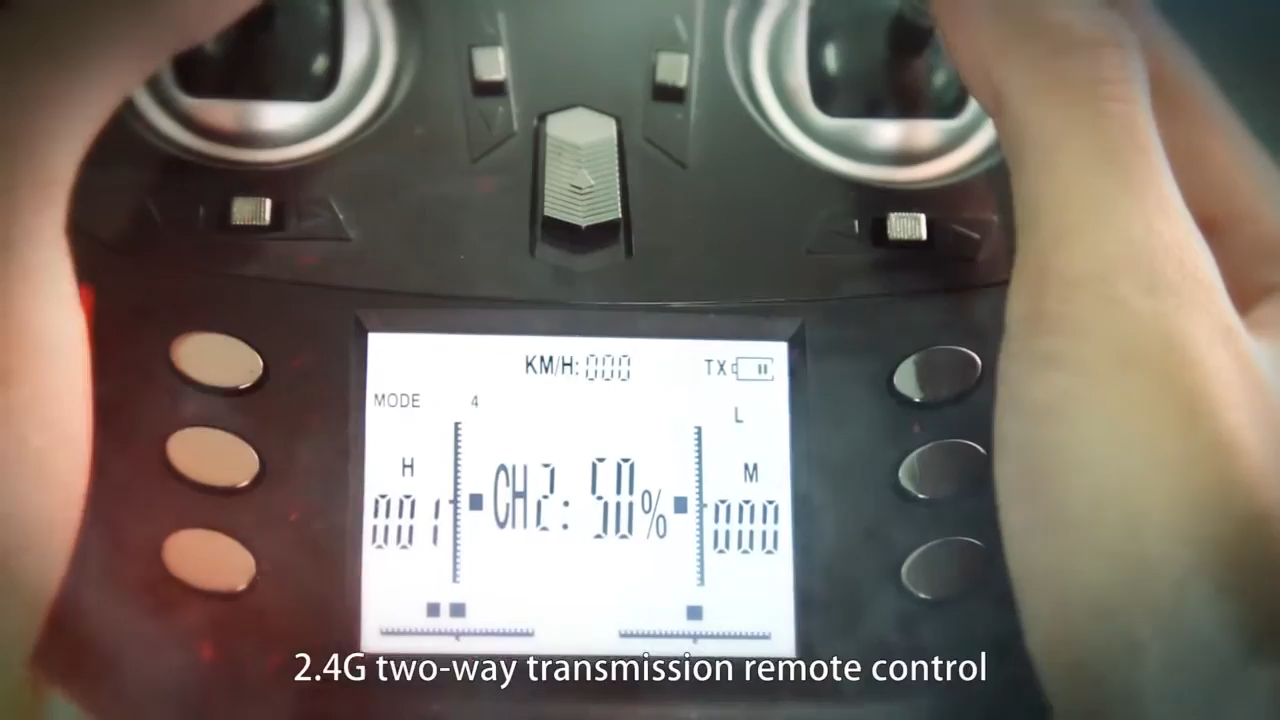 KM/H: 000
TX
MODE 4
L
H
M
001
CH2: 50%
000
2.4G two-way transmission remote control